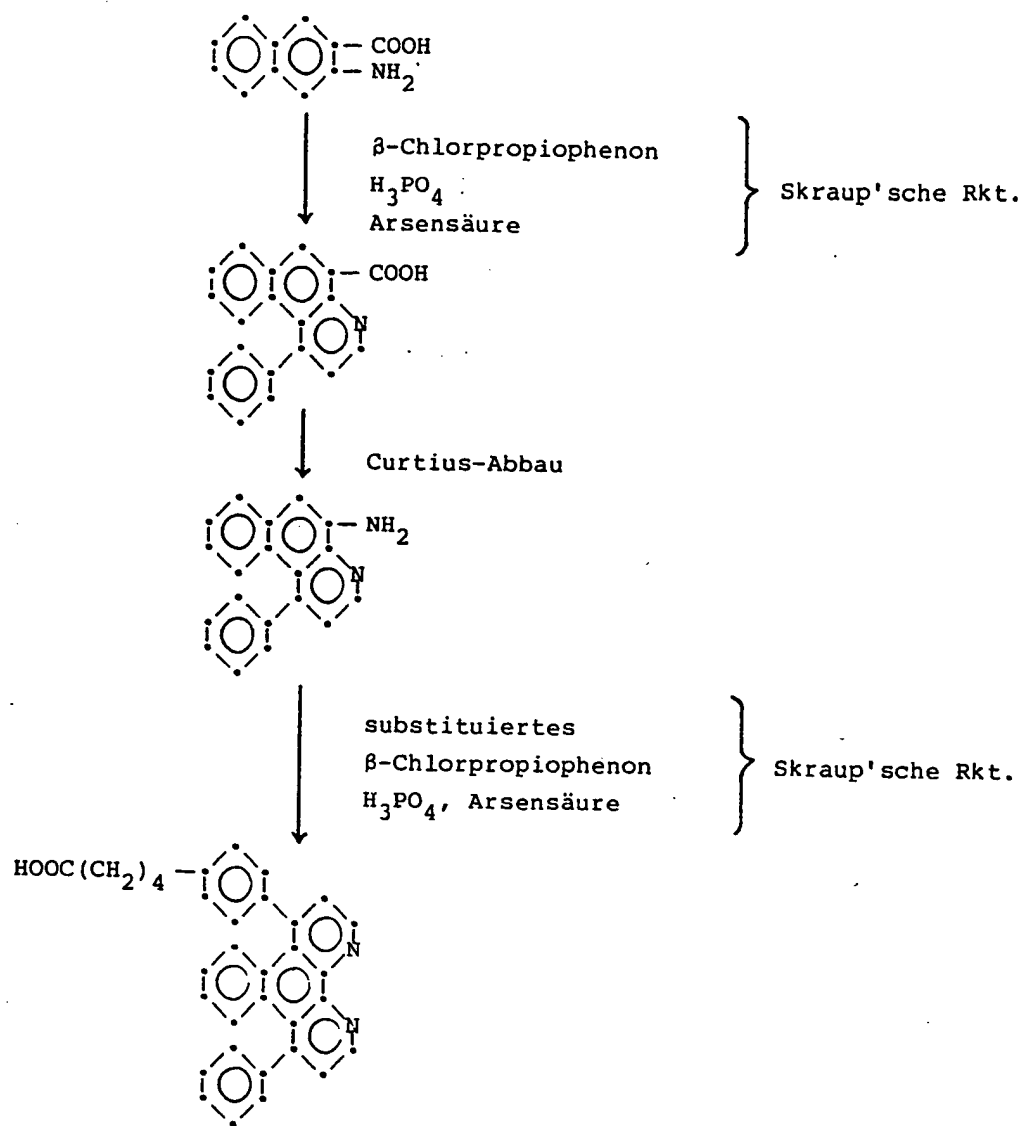 COOH
NH2
β-Chlorpropiophenon
H3PO4
Arsensäure
Skraup'sche Rkt.
COOH
N
Curtius-Abbau
NH2
N
substituiertes
β-Chlorpropiophenon
H3PO4, Arsensäure
Skraup'sche Rkt.
HOOC(CH2)4
N
N